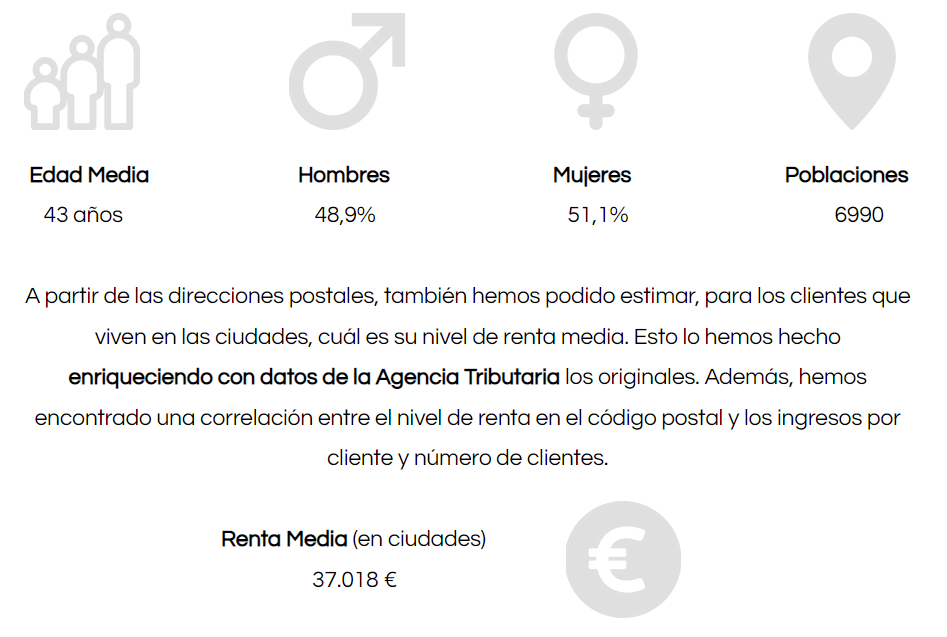 Edad Media Hombres Mujeres Poblaciones
43 años 48,9% 51,1% 6990
A partir de las direcciones postales, también hemos podido estimar, para los clientes que
viven en las ciudades, cuál es su nivel de renta media. Esto lo hemos hecho
enriqueciendo con datos de la Agencia Tributaria los originales. Además, hemos
encontrado una correlación entre el nivel de renta en el código postal y los ingresos por
cliente y número de clientes.
Renta Media (en ciudades)
37.018 €
€